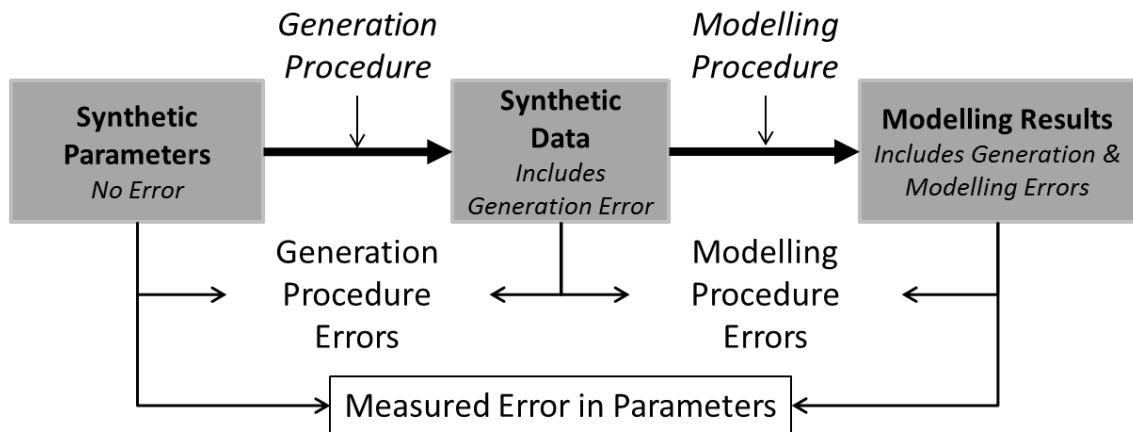 Generation
Procedure
Modelling
Procedure
Synthetic
Parameters
No Error
Synthetic
Data
Includes
Generation Error
Modelling Results
Includes Generation &
Modelling Errors
Generation
Procedure
Errors
Modelling
Procedure
Errors
Measured Error in Parameters